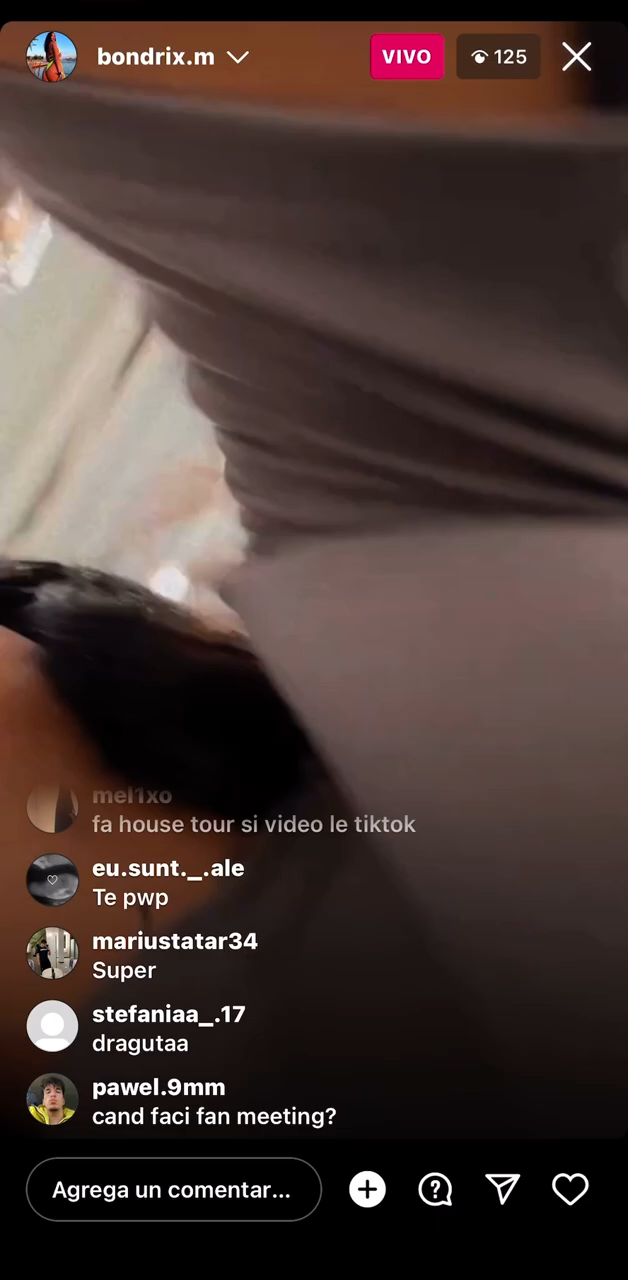 bondrix.m
VIVO
125
mel1xo
fa house tour si video le tiktok
eu.sunt._.ale
Te pwp
mariustatar34
Super
stefaniaa_.17
dragutaa
pawel.9mm
cand faci fan meeting?
Agrega un comentar...